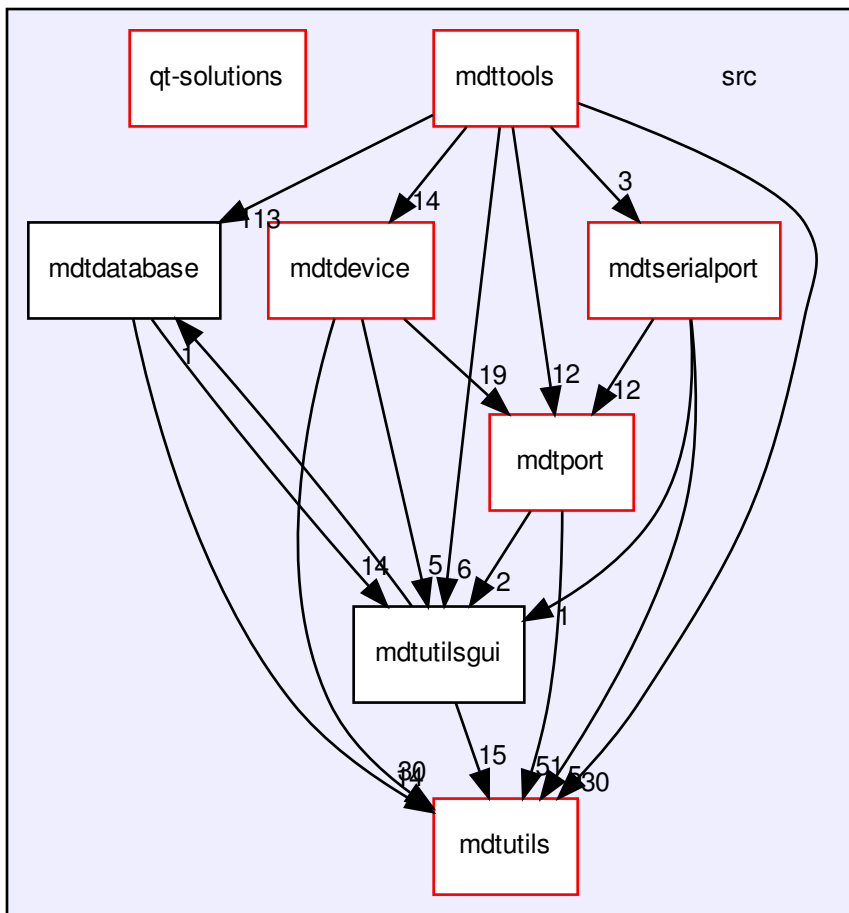 qt-solutions
mdttools
src
3
14
113
mdtdatabase
mdtdevice
mdtserialport
1
19
12
12
mdtport
14
5
6
2
1
mdtutilsgui
15
30
14
51
5
30
mdtutils